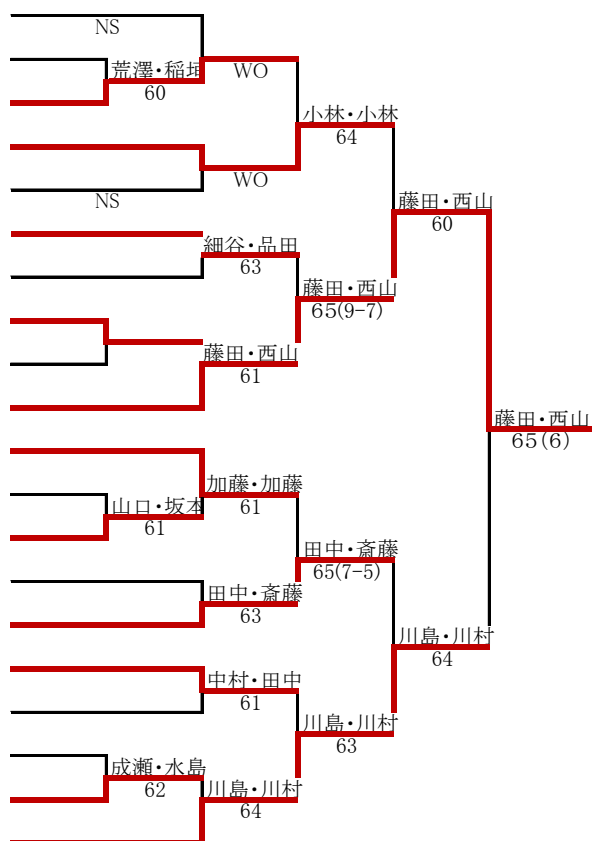 NS
荒澤・稲垣
60
WO
小林・小林
64
WO
NS
藤田・西山
60
細谷・品田
63
藤田・西山
65(9-7)
藤田・西山
61
藤田・西山
65(6)
加藤・加藤
61
山口・坂本
61
田中・斎藤
65(7-5)
田中・斎藤
63
川島・川村
64
中村・田中
61
川島・川村
63
成瀬・水島
62
川島・川村
64